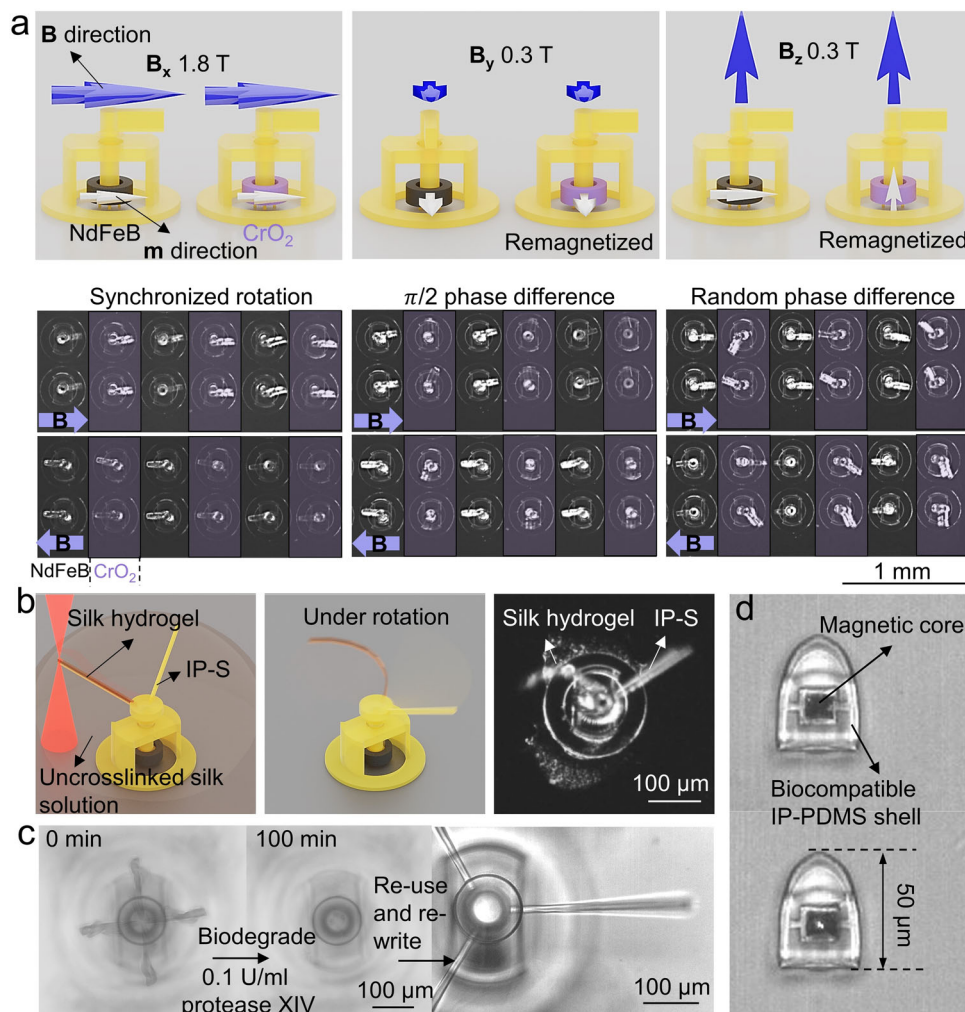 a
B direction
Bx 1.8 T
By 0.3 T
Bz 0.3 T
NdFeB
CrO2
m direction
Remagnetized
Remagnetized
Synchronized rotation
π/2 phase difference
Random phase difference
B
B
B
B
B
B
NdFeB
CrO2
1 mm
b
Silk hydrogel
IP-S
Uncrosslinked silk
solution
Under rotation
Silk hydrogel
IP-S
100 µm
c
0 min
100 min
Biodegrade
0.1 U/ml
protease XIV
100 µm
Re-use
and re-
write
100 µm
d
Magnetic core
Biocompatible
IP-PDMS shell
50 µm